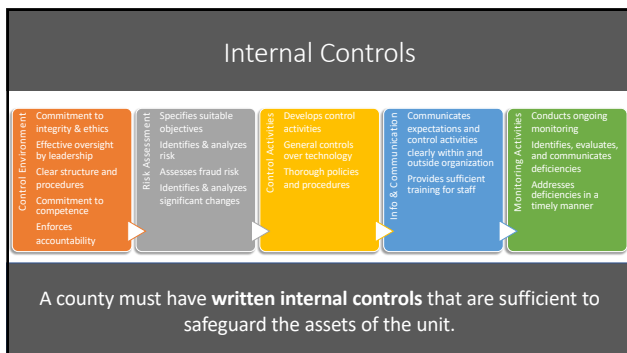 Internal Controls
Control Environment
Commitment to
integrity & ethics
Effective oversight
by leadership
Clear structure and
procedures
Commitment to
competence
Enforces
accountability
Risk Assessment
Specifies suitable
objectives
Identifies & analyzes
risk
Assesses fraud risk
Identifies & analyzes
significant changes
Control Activities
Develops control
activities
General controls
over technology
Thorough policies
and procedures
Info & Communication
Communicates
expectations and
control activities
clearly within and
outside organization
Provides sufficient
training for staff
Monitoring Activities
Conducts ongoing
monitoring
Identifies, evaluates,
and communicates
deficiencies
Addresses
deficiencies in a
timely manner
A county must have written internal controls that are sufficient to
safeguard the assets of the unit.